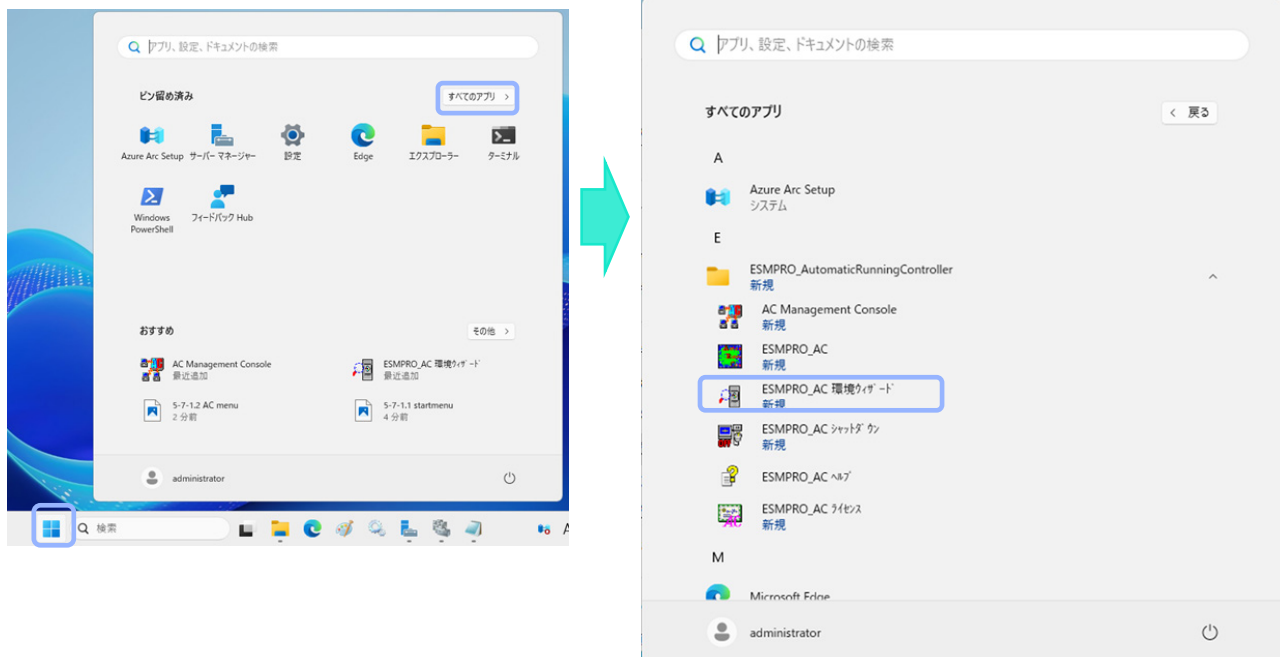 アプリ、設定、ドキュメントの検索
ピン留め済み
すべてのアプリ >
Azure Arc Setup
サーバー マネージャー
設定
Edge
エクスプローラー
ターミナル
Windows PowerShell
フィードバック Hub
おすすめ
その他 >
AC Management Console
最近追加
ESMPRO_AC 環境ウィザード
最近追加
5-7-1.2 AC menu
2 分前
5-7-1.1 startmenu
4 分前
administrator
検索
A
アプリ、設定、ドキュメントの検索
すべてのアプリ
< 戻る
A
Azure Arc Setup
システム
E
ESMPRO_AutomaticRunningController
新規
AC Management Console
新規
ESMPRO_AC
新規
ESMPRO_AC 環境ウィザード
新規
ESMPRO_AC シャットダウン
新規
ESMPRO_AC ヘルプ
ESMPRO_AC ライセンス
新規
M
Microsoft Edge
administrator